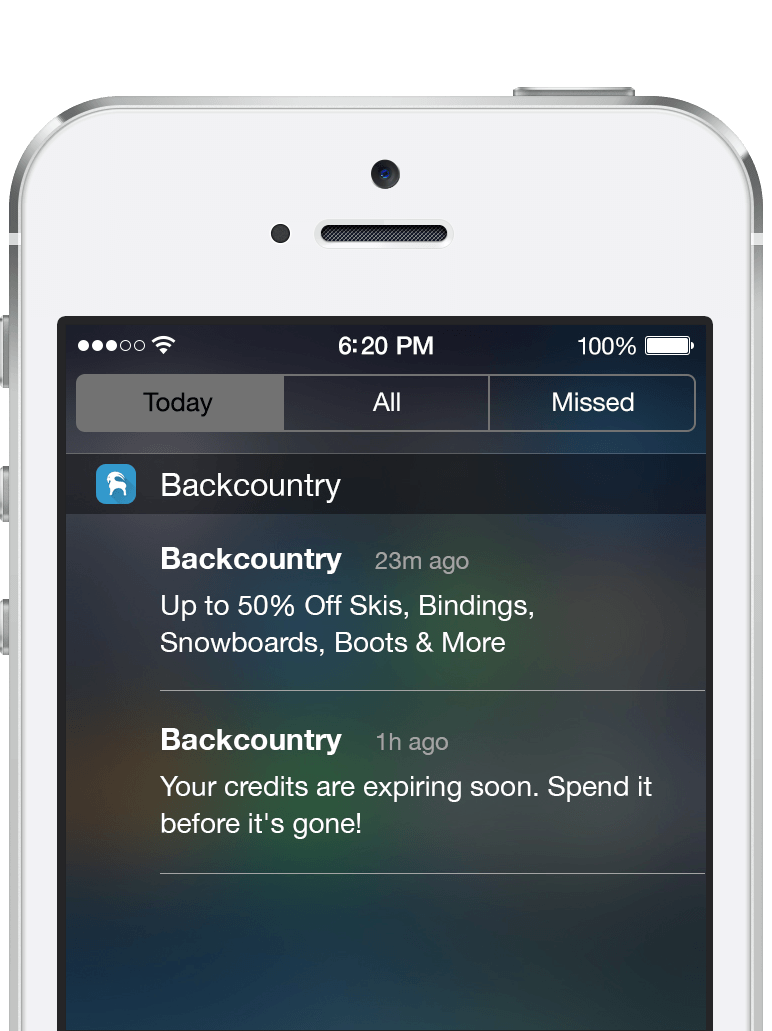 6:20 PM 100%
Today All Missed
Backcountry
Backcountry 23m ago
Up to 50% Off Skis, Bindings,
Snowboards, Boots & More
Backcountry 1h ago
Your credits are expiring soon. Spend it
before it's gone!